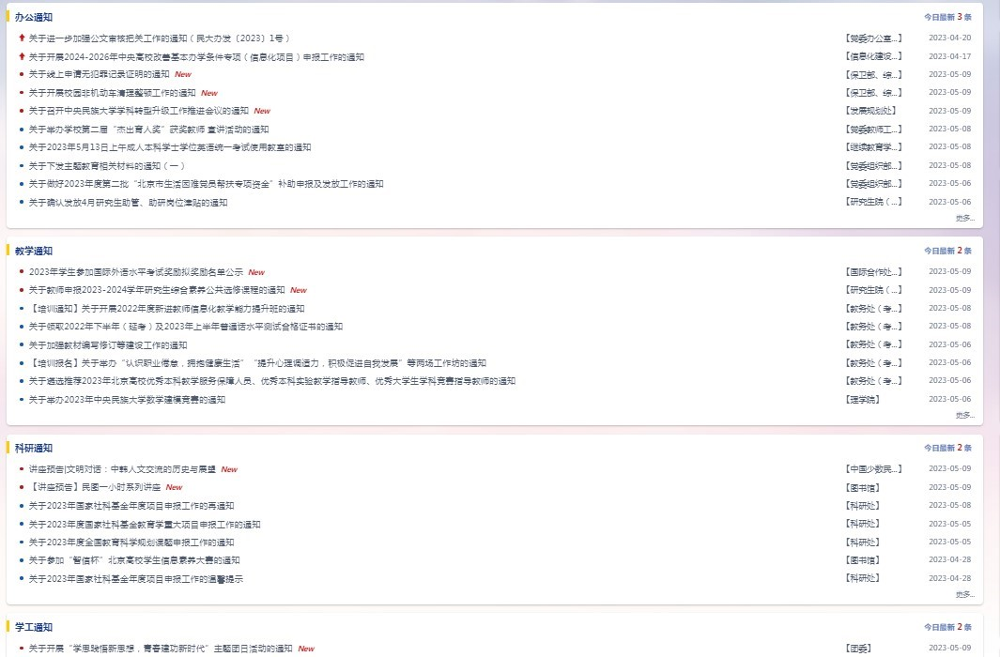 办公通知 今日最新 3 条
关于进一步加强公文审核把关工作的通知（民大办发〔2023〕1号） 【党委办公室...】 2023-04-20
关于开展2024-2026年中央高校改善基本办学条件专项（信息化项目）申报工作的通知 【信息化建设...】 2023-04-17
关于线上申请无犯罪记录证明的通知 New 【保卫部、综...】 2023-05-09
关于开展校园非机动车清理整顿工作的通知 New 【保卫部、综...】 2023-05-09
关于召开中央民族大学学科转型升级工作推进会议的通知 New 【发展规划处】 2023-05-09
关于举办学校第二届“杰出育人奖”获奖教师 宣讲活动的通知 【党委教师工...】 2023-05-08
关于2023年5月13日上午成人本科学士学位英语统一考试使用教室的通知 【继续教育学...】 2023-05-08
关于下发主题教育相关材料的通知（一） 【党委组织部...】 2023-05-08
关于做好2023年度第二批“北京市生活困难党员帮扶专项资金”补助申报及发放工作的通知 【党委组织部...】 2023-05-06
关于确认发放4月研究生助管、助研岗位津贴的通知 【研究生院（...】 2023-05-06
更多...
教学通知 今日最新 2 条
2023年学生参加国际外语水平考试奖励拟奖励名单公示 New 【国际合作处...】 2023-05-09
关于教师申报2023-2024学年研究生综合素养公共选修课程的通知 New 【研究生院（...】 2023-05-09
【培训通知】关于开展2022年度新进教师信息化教学能力提升班的通知 【教务处（考...】 2023-05-08
关于领取2022年下半年（延考）及2023年上半年普通话水平测试合格证书的通知 【教务处（考...】 2023-05-08
关于加强教材编写修订等建设工作的通知 【教务处（考...】 2023-05-06
【培训报名】关于举办“认识职业倦怠，拥抱健康生活”“提升心理调适力，积极促进自我发展”等两场工作坊的通知 【教务处（考...】 2023-05-06
关于遴选推荐2023年北京高校优秀本科教学服务保障人员、优秀本科实验教学指导教师、优秀大学生学科竞赛指导教师的通知 【教务处（考...】 2023-05-06
关于举办2023年中央民族大学数学建模竞赛的通知 【理学院】 2023-05-06
更多...
科研通知 今日最新 2 条
讲座预告|文明对话：中韩人文交流的历史与展望 New 【中国少数民...】 2023-05-09
【讲座预告】民图一小时系列讲座 New 【图书馆】 2023-05-09
关于2023年国家社科基金年度项目申报工作的再通知 【科研处】 2023-05-08
关于2023年度国家社科基金教育学重大项目申报工作的通知 【科研处】 2023-05-05
关于2023年度全国教育科学规划课题申报工作的通知 【科研处】 2023-05-05
关于参加“智信杯”北京高校学生信息素养大赛的通知 【图书馆】 2023-04-28
关于2023年国家社科基金年度项目申报工作的温馨提示 【科研处】 2023-04-28
更多...
学工通知 今日最新 2 条
关于开展“学思践悟新思想，青春建功新时代”主题团日活动的通知 New 【团委】 2023-05-09